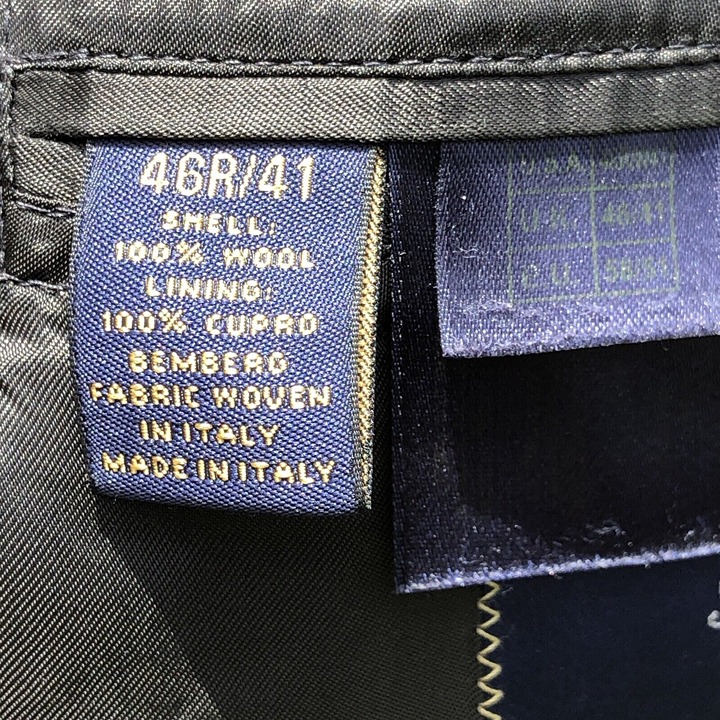 46R/41
SHELL:
100% WOOL
LINING:
100% CUPRO
BEMBERG
FABRIC WOVEN
IN ITALY
MADE IN ITALY
U.S.A.
U.K. 46/41